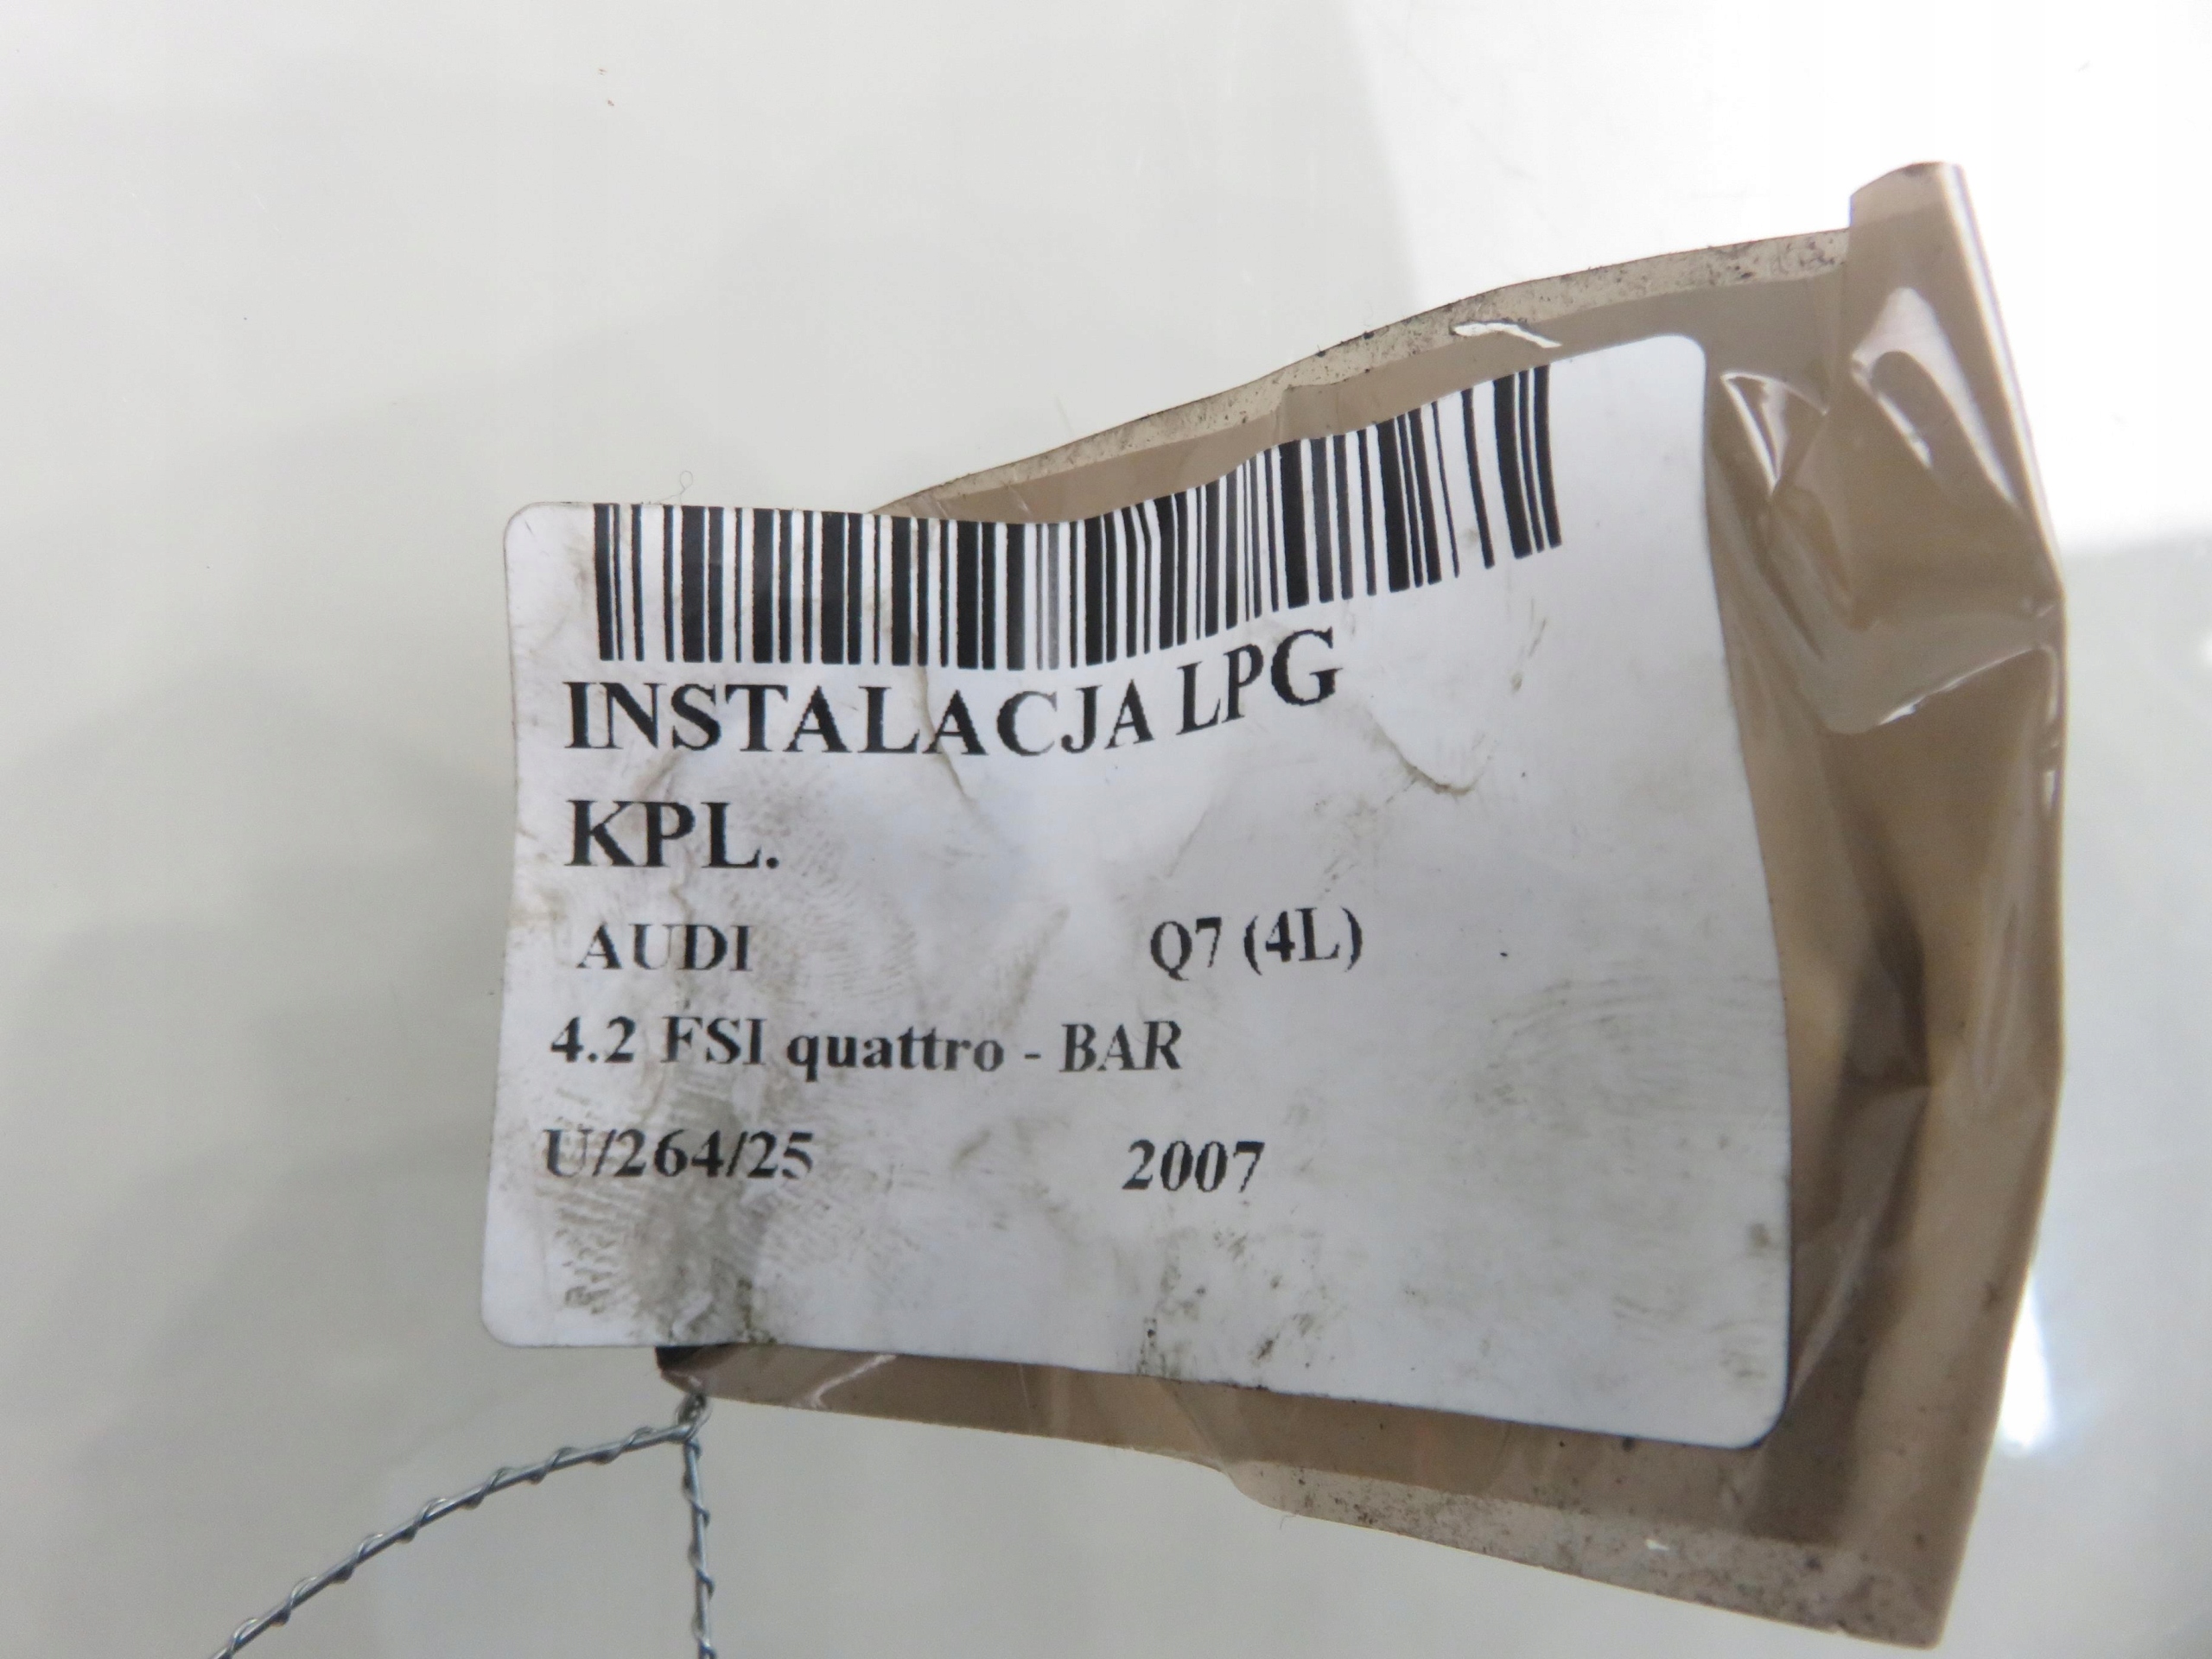 INSTALACJA LPG
KPL.
AUDI Q7 (4L)
4.2 FSI quattro - BAR
U/264/25 2007